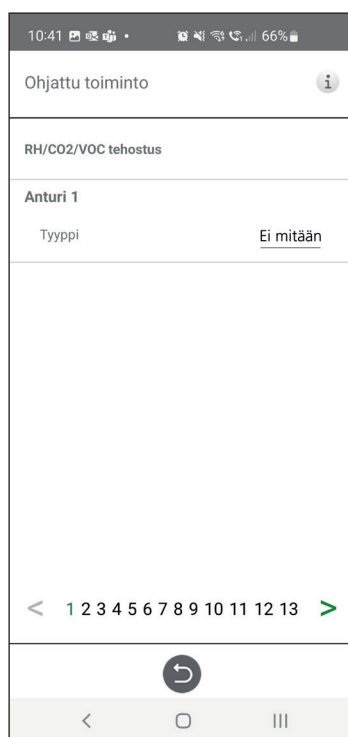 10:41 66%
Ohjattu toiminto i
RH/CO2/VOC tehostus
Anturi 1
Tyyppi Ei mitään
< 1 2 3 4 5 6 7 8 9 10 11 12 13 >